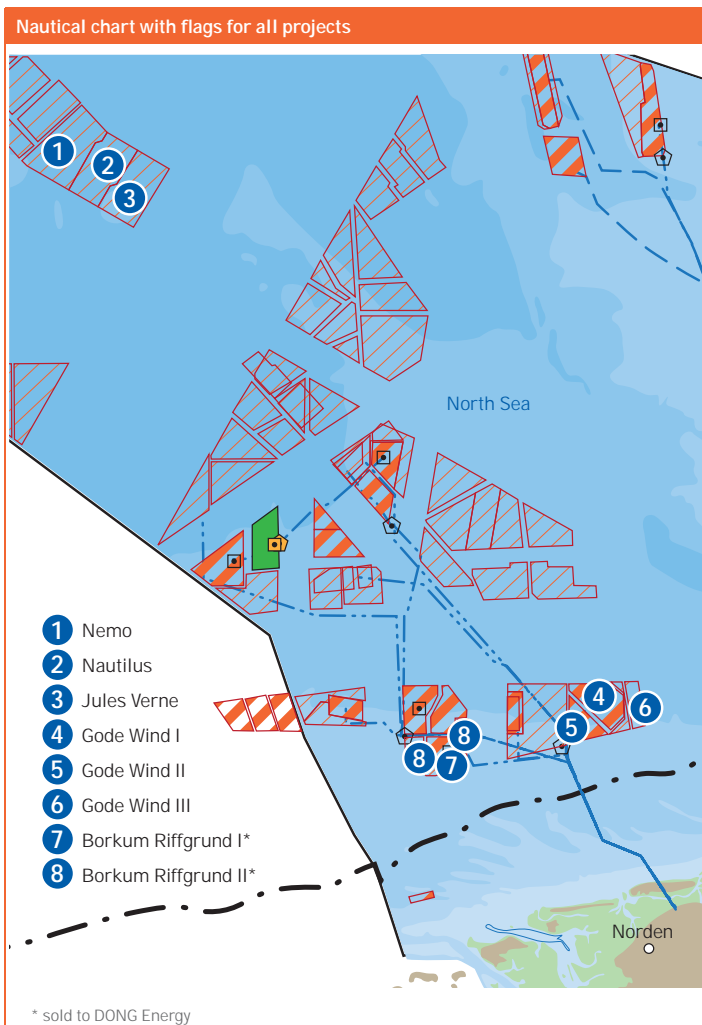 Nautical chart with flags for all projects
1
2
3
North Sea
1 Nemo
2 Nautilus
3 Jules Verne
4 Gode Wind I
5 Gode Wind II
6 Gode Wind III
7 Borkum Riffgrund I*
8 Borkum Riffgrund II*
4
6
5
8
8
7
Norden
* sold to DONG Energy